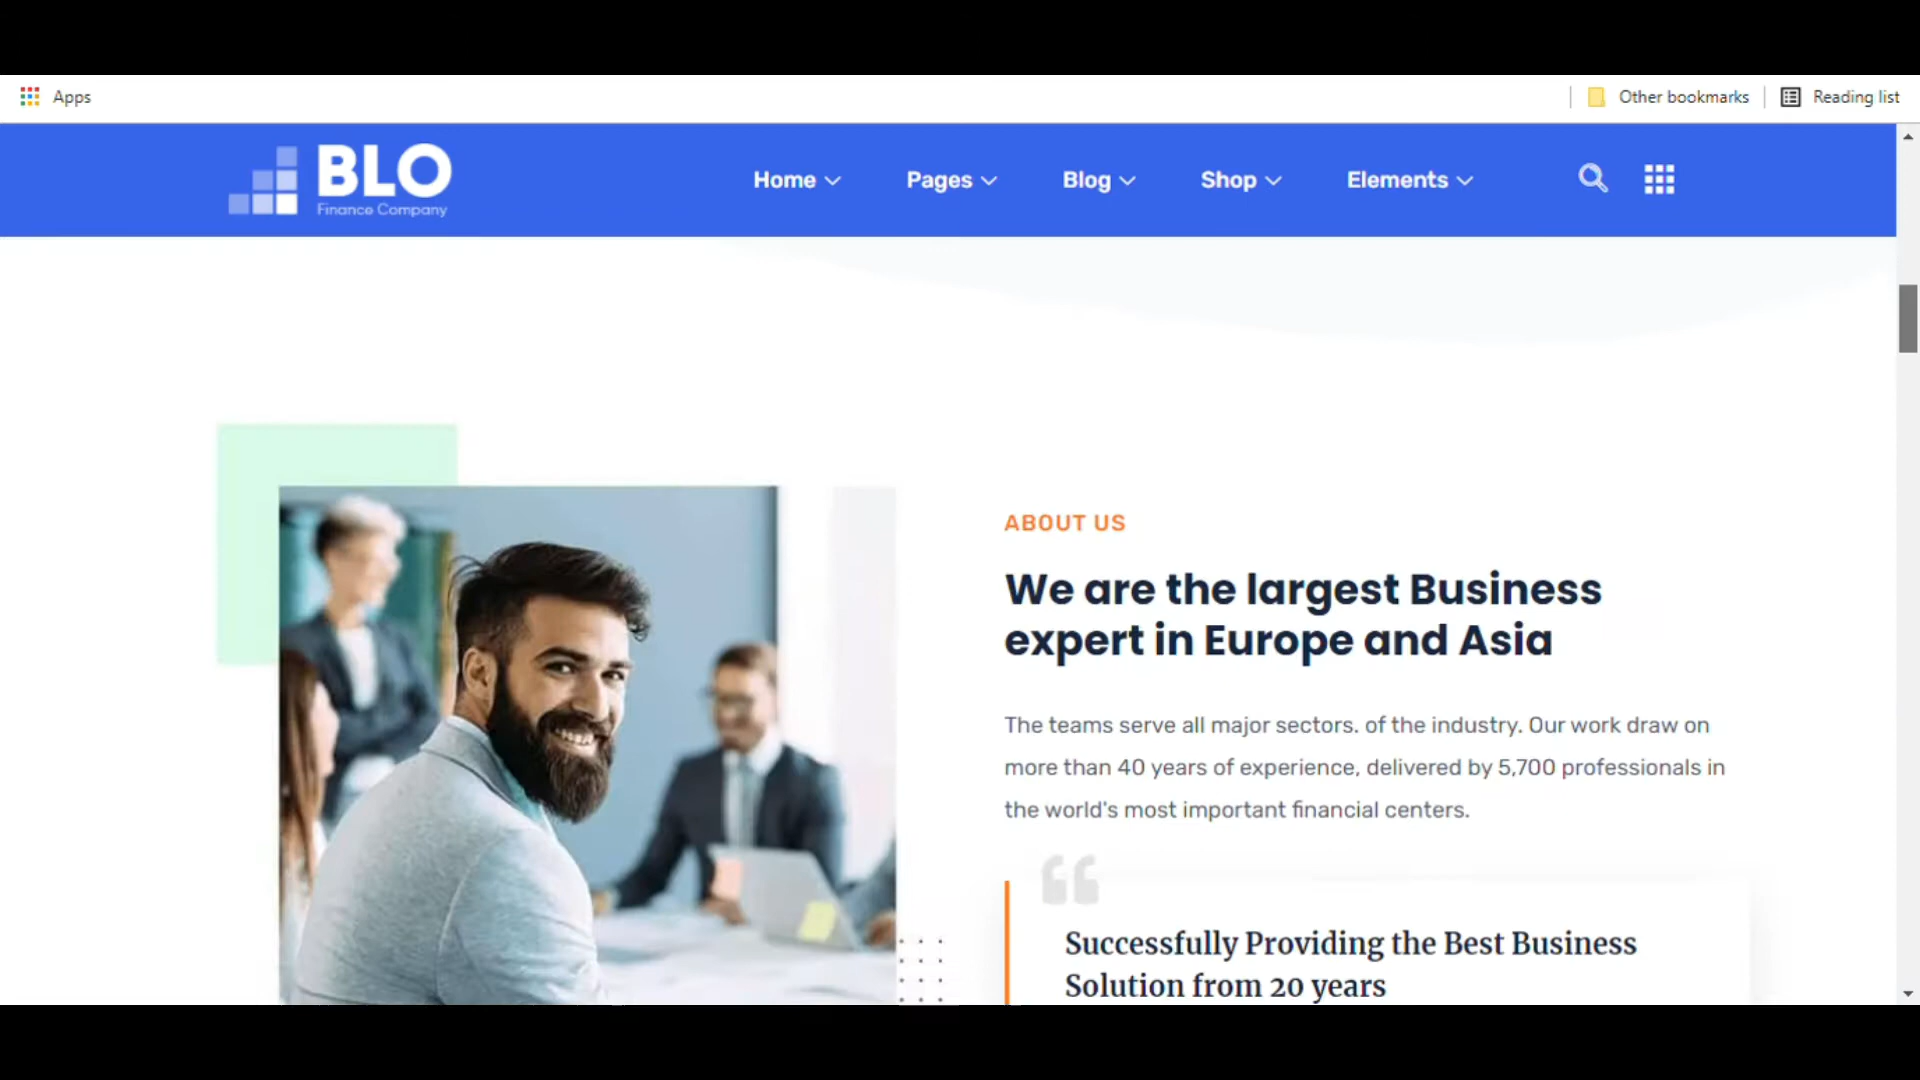 Apps
Other bookmarks
Reading list
BLO
Finance Company
Home
Pages
Blog
Shop
Elements
ABOUT US
We are the largest Business
expert in Europe and Asia
The teams serve all major sectors. of the industry. Our work draw on
more than 40 years of experience, delivered by 5,700 professionals in
the world's most important financial centers.
“
Successfully Providing the Best Business
Solution from 20 years